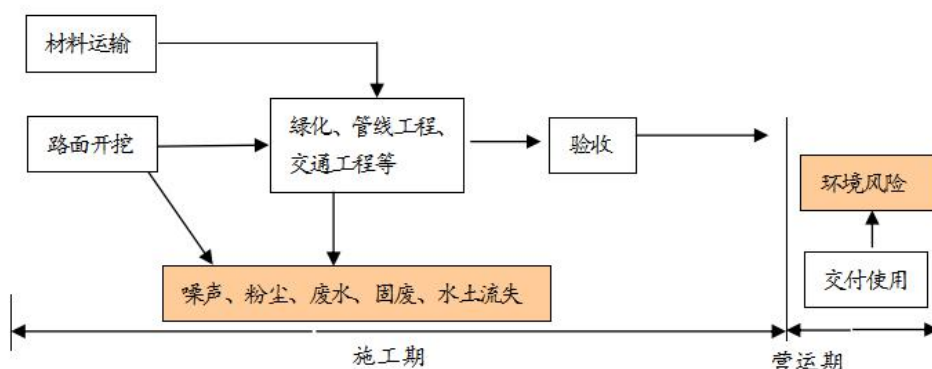 材料运输
路面开挖
绿化、管线工程、
交通工程等
验收
环境风险
交付使用
噪声、粉尘、废水、固废、水土流失
施工期
营运期